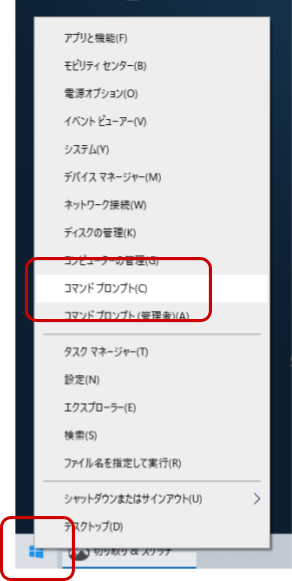 アプリと機能(F)
モビリティ センター(B)
電源オプション(O)
イベント ビューアー(V)
システム(Y)
デバイス マネージャー(M)
ネットワーク接続(W)
ディスクの管理(K)
コンピューターの管理(G)
コマンド プロンプト(C)
コマンド プロンプト (管理者)(A)
タスク マネージャー(T)
設定(N)
エクスプローラー(E)
検索(S)
ファイル名を指定して実行(R)
シャットダウンまたはサインアウト(U)
デスクトップ(D)
切り取り & スケッチ